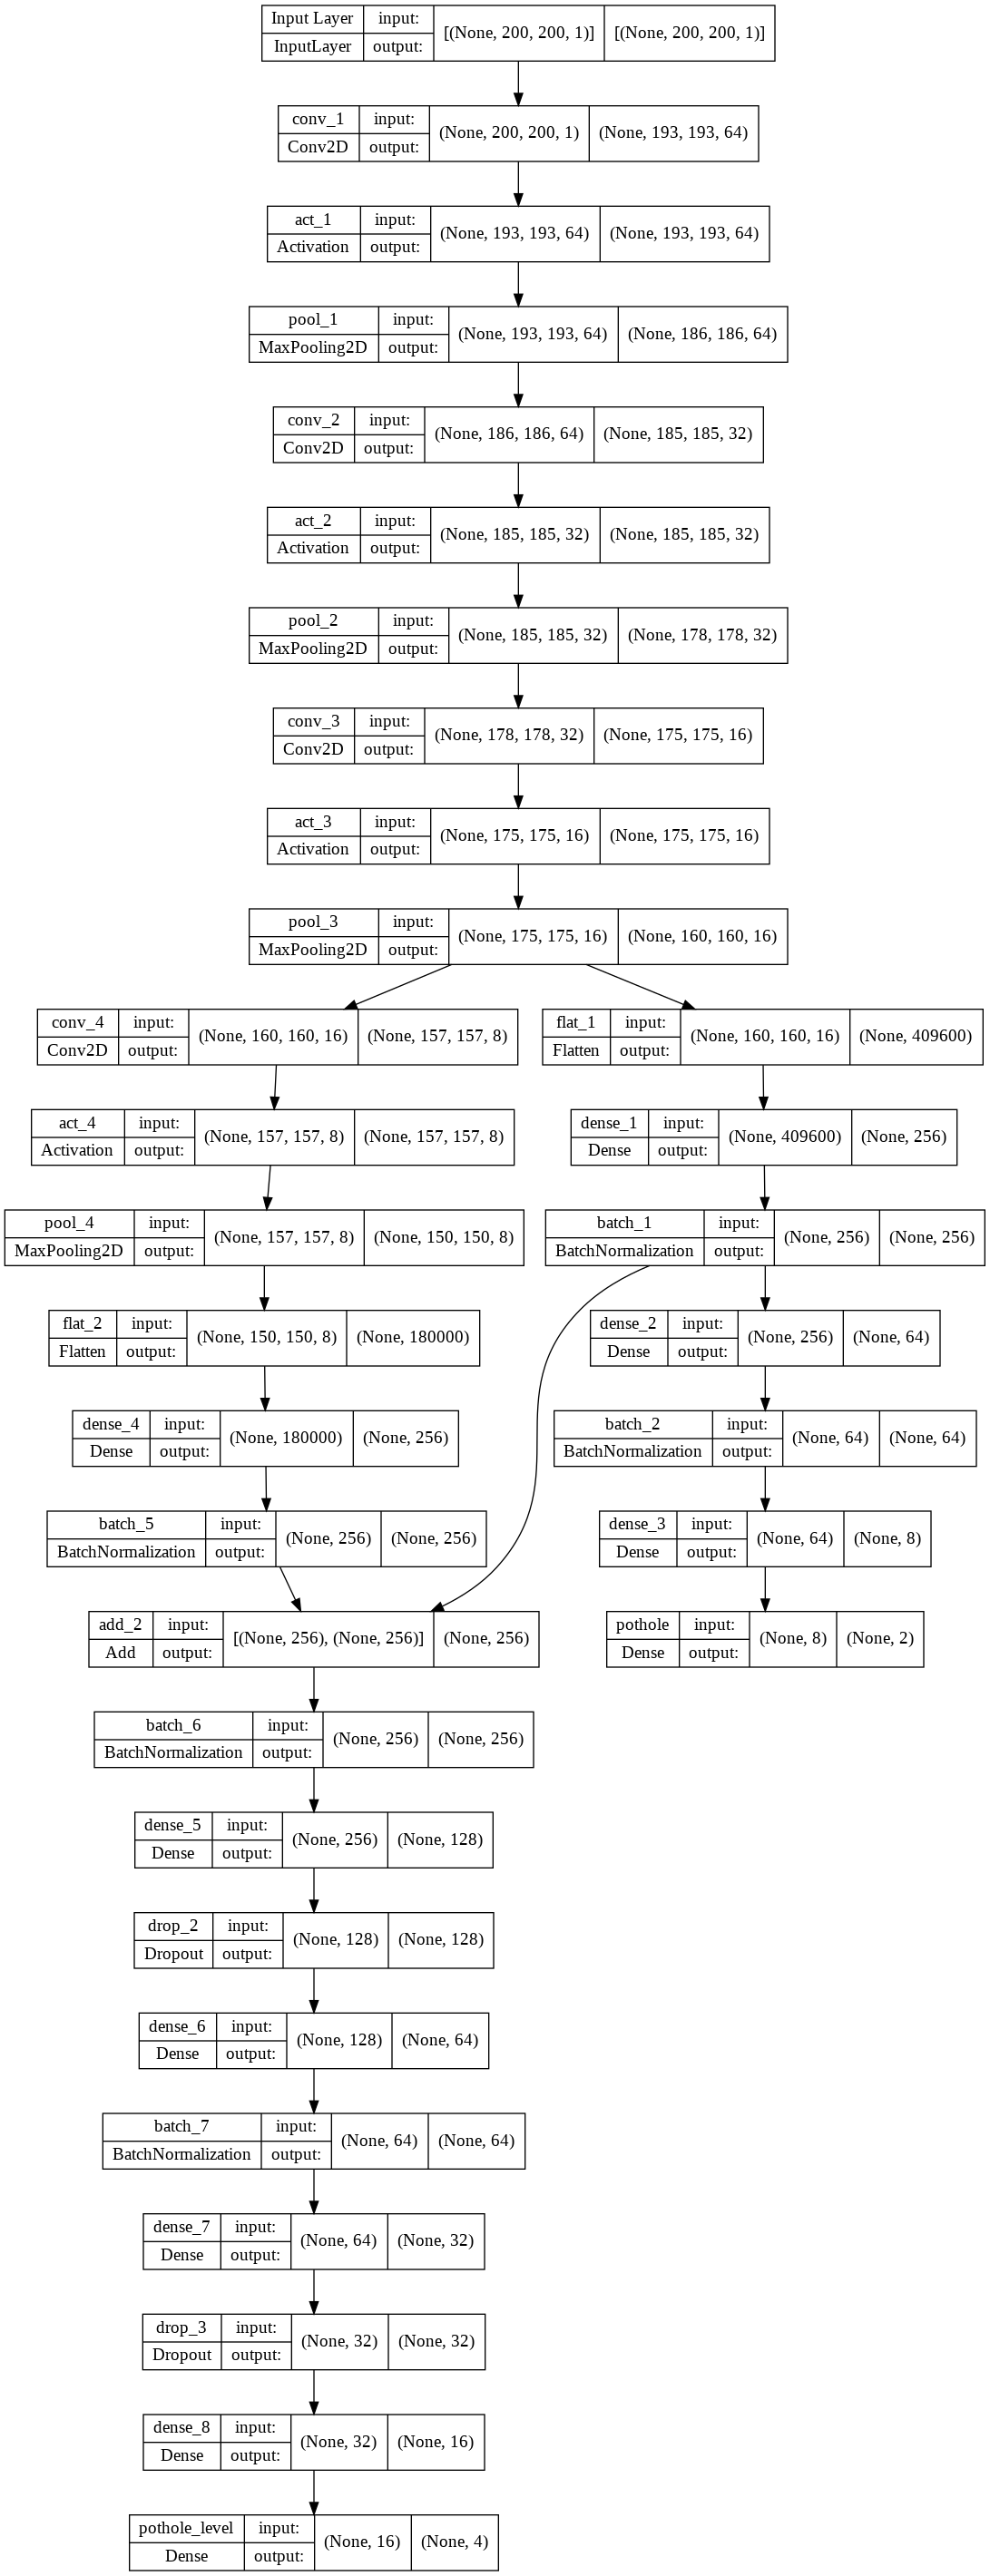 Input Layer input: [(None, 200, 200, 1)] [(None, 200, 200, 1)]
InputLayer output:
conv_1 input: (None, 200, 200, 1) (None, 193, 193, 64)
Conv2D output:
act_1 input: (None, 193, 193, 64) (None, 193, 193, 64)
Activation output:
pool_1 input: (None, 193, 193, 64) (None, 186, 186, 64)
MaxPooling2D output:
conv_2 input: (None, 186, 186, 64) (None, 185, 185, 32)
Conv2D output:
act_2 input: (None, 185, 185, 32) (None, 185, 185, 32)
Activation output:
pool_2 input: (None, 185, 185, 32) (None, 178, 178, 32)
MaxPooling2D output:
conv_3 input: (None, 178, 178, 32) (None, 175, 175, 16)
Conv2D output:
act_3 input: (None, 175, 175, 16) (None, 175, 175, 16)
Activation output:
pool_3 input: (None, 175, 175, 16) (None, 160, 160, 16)
MaxPooling2D output:
conv_4 input: (None, 160, 160, 16) (None, 157, 157, 8)
Conv2D output:
flat_1 input: (None, 160, 160, 16) (None, 409600)
Flatten output:
act_4 input: (None, 157, 157, 8) (None, 157, 157, 8)
Activation output:
dense_1 input: (None, 409600) (None, 256)
Dense output:
pool_4 input: (None, 157, 157, 8) (None, 150, 150, 8)
MaxPooling2D output:
batch_1 input: (None, 256) (None, 256)
BatchNormalization output:
flat_2 input: (None, 150, 150, 8) (None, 180000)
Flatten output:
dense_2 input: (None, 256) (None, 64)
Dense output:
dense_4 input: (None, 180000) (None, 256)
Dense output:
batch_2 input: (None, 64) (None, 64)
BatchNormalization output:
batch_5 input: (None, 256) (None, 256)
BatchNormalization output:
dense_3 input: (None, 64) (None, 8)
Dense output:
add_2 input: [(None, 256), (None, 256)] (None, 256)
Add output:
pothole input: (None, 8) (None, 2)
Dense output:
batch_6 input: (None, 256) (None, 256)
BatchNormalization output:
dense_5 input: (None, 256) (None, 128)
Dense output:
drop_2 input: (None, 128) (None, 128)
Dropout output:
dense_6 input: (None, 128) (None, 64)
Dense output:
batch_7 input: (None, 64) (None, 64)
BatchNormalization output:
dense_7 input: (None, 64) (None, 32)
Dense output:
drop_3 input: (None, 32) (None, 32)
Dropout output:
dense_8 input: (None, 32) (None, 16)
Dense output:
pothole_level input: (None, 16) (None, 4)
Dense output: